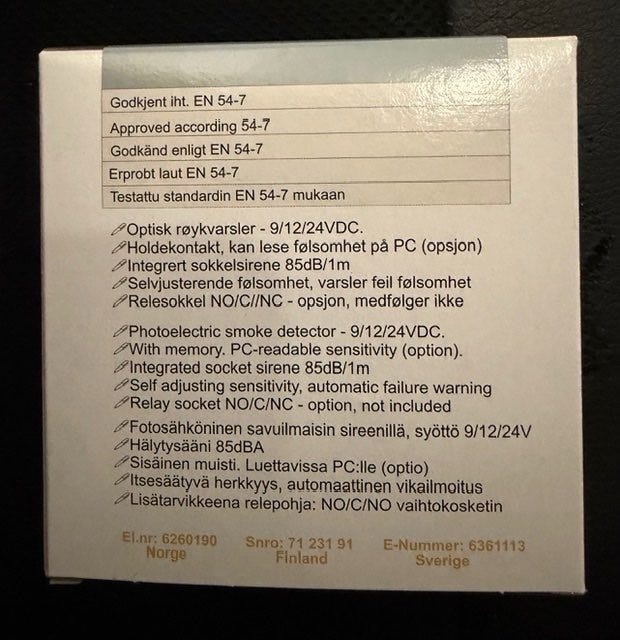 Godkjent iht. EN 54-7
Approved according 54-7
Godkänd enligt EN 54-7
Erprobt laut EN 54-7
Testattu standardin EN 54-7 mukaan
Optisk røykvarsler - 9/12/24VDC.
Holdekontakt, kan lese følsomhet på PC (opsjon)
Integrert sokkelsirene 85dB/1m
Selvjusterende følsomhet, varsler feil følsomhet
Relesokkel NO/C//NC - opsjon, medfølger ikke
Photoelectric smoke detector - 9/12/24VDC.
With memory. PC-readable sensitivity (option).
Integrated socket sirene 85dB/1m
Self adjusting sensitivity, automatic failure warning
Relay socket NO/C/NC - option, not included
Fotosähköninen savuilmaisin sireenillä, syöttö 9/12/24V
Hälytysääni 85dBA
Sisäinen muisti. Luettavissa PC:lle (optio)
Itsesäätyvä herkkyys, automaattinen vikailmoitus
Lisätarvikkeena relepohja: NO/C/NO vaihtokosketin
El.nr: 6260190 Snro: 71 231 91 E-Nummer: 6361113
Norge Finland Sverige